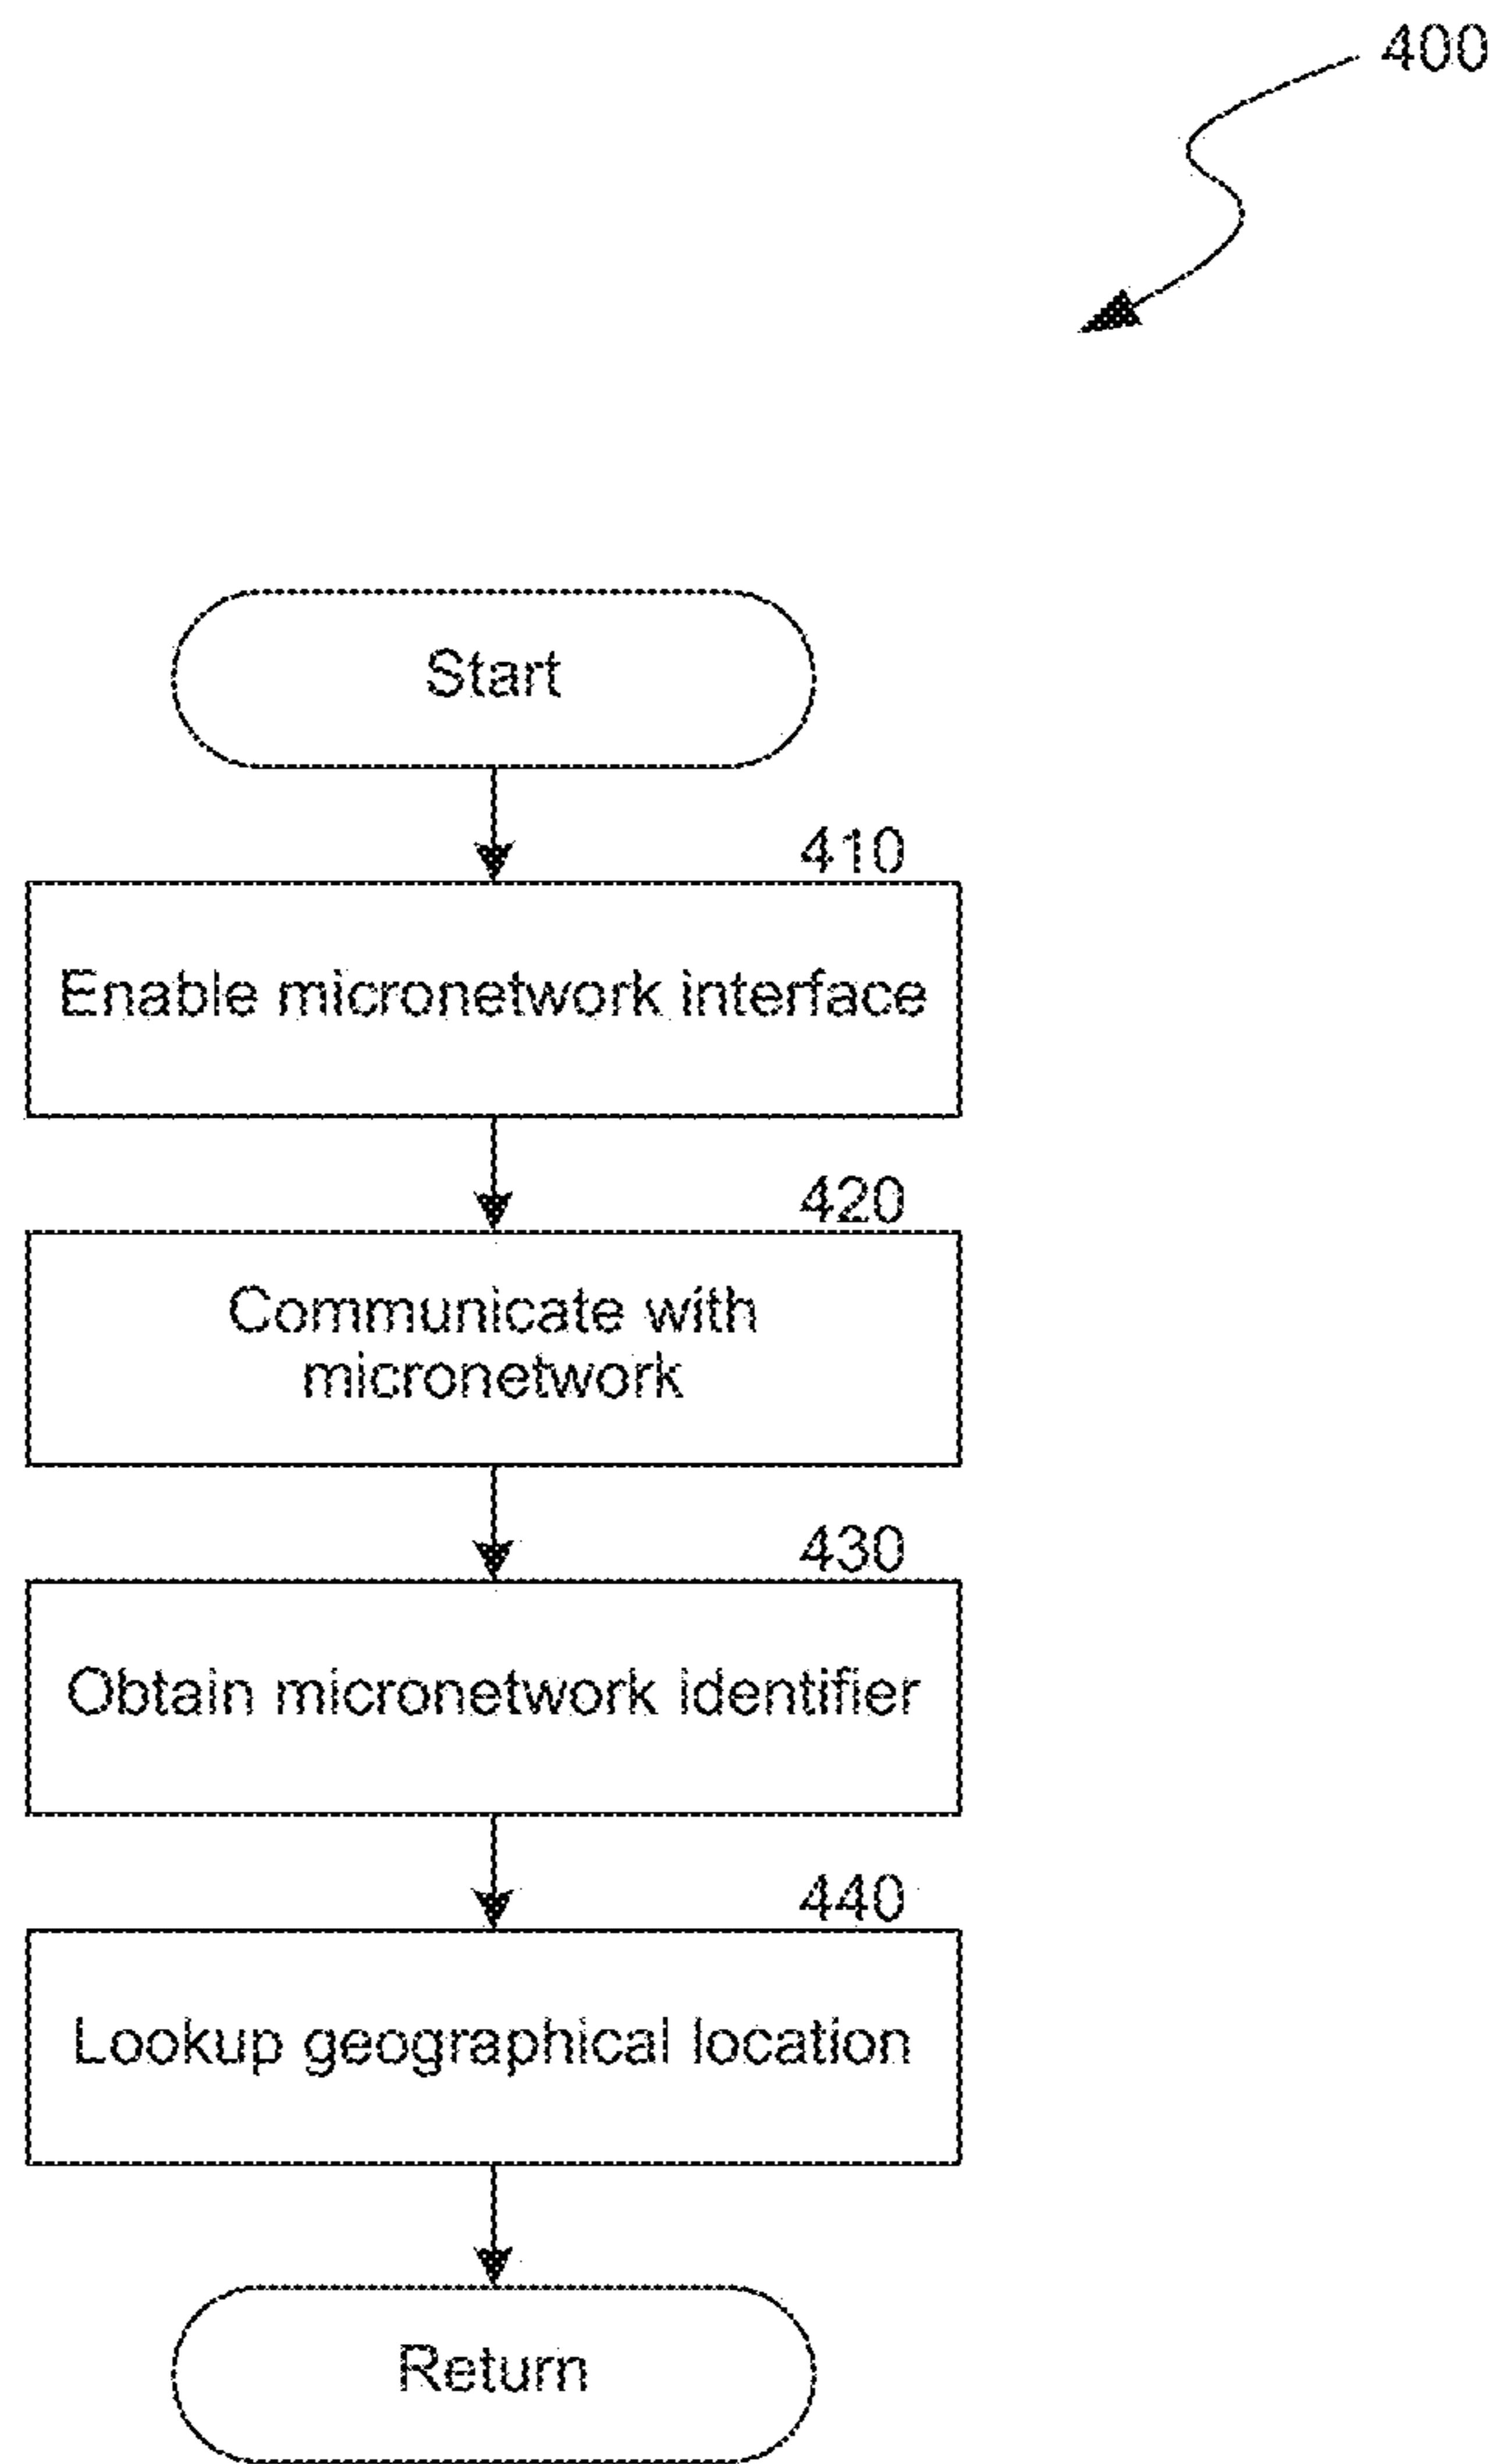 400
Start
410
Enable micronetwork interface
420
Communicate with
micronetwork
430
Obtain micronetwork identifier
440
Lookup geographical location
Return